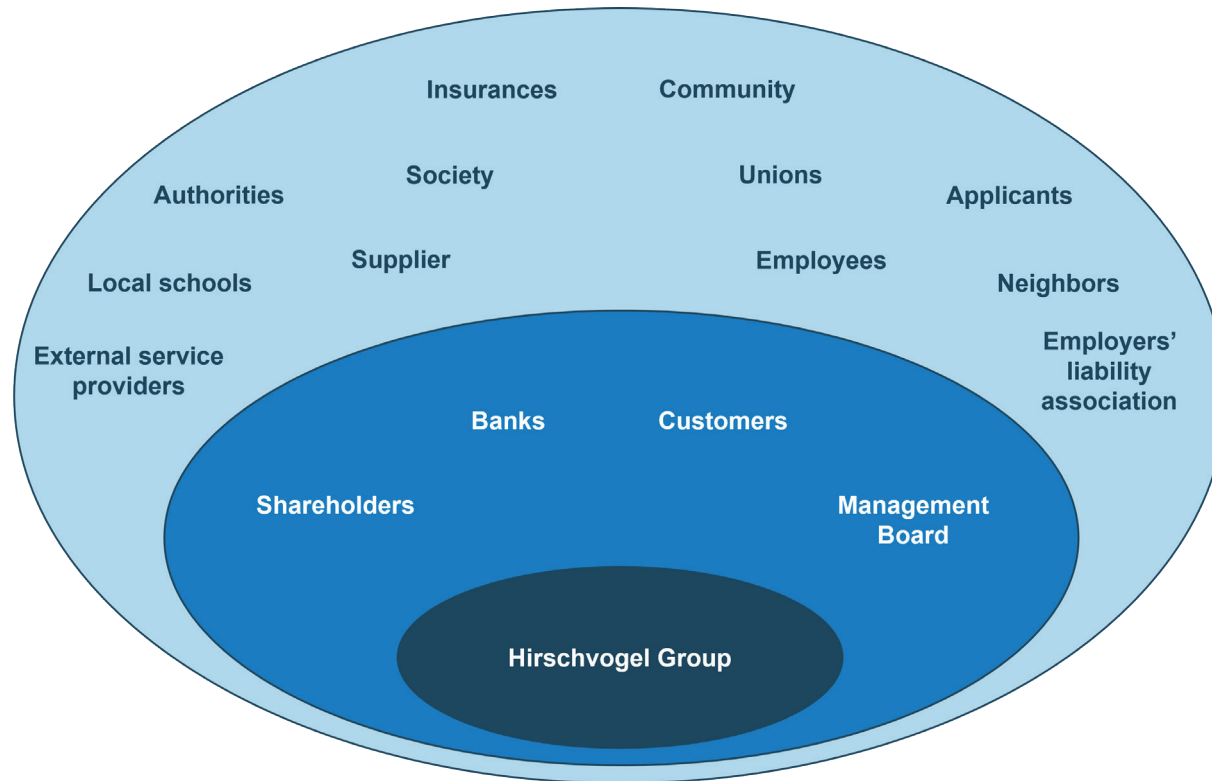 Insurances
Community
Society
Unions
Authorities
Applicants
Supplier
Employees
Local schools
Neighbors
External service
providers
Employers’
liability
association
Banks
Customers
Shareholders
Management
Board
Hirschvogel Group